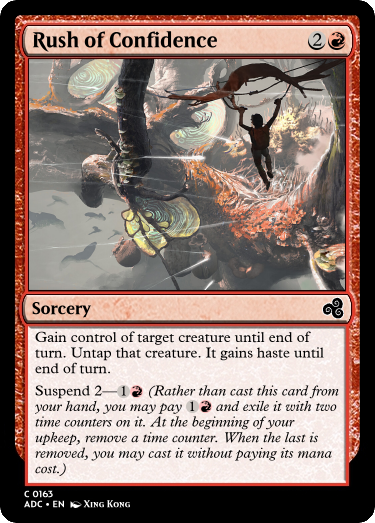 Rush of Confidence 2
Sorcery
Gain control of target creature until end of
turn. Untap that creature. It gains haste until
end of turn.
Suspend 2—1 (Rather than cast this card from
your hand, you may pay 1 and exile it with two
time counters on it. At the beginning of your
upkeep, remove a time counter. When the last is
removed, you may cast it without paying its mana
cost.)
C 0163
ADC • EN Xing Kong